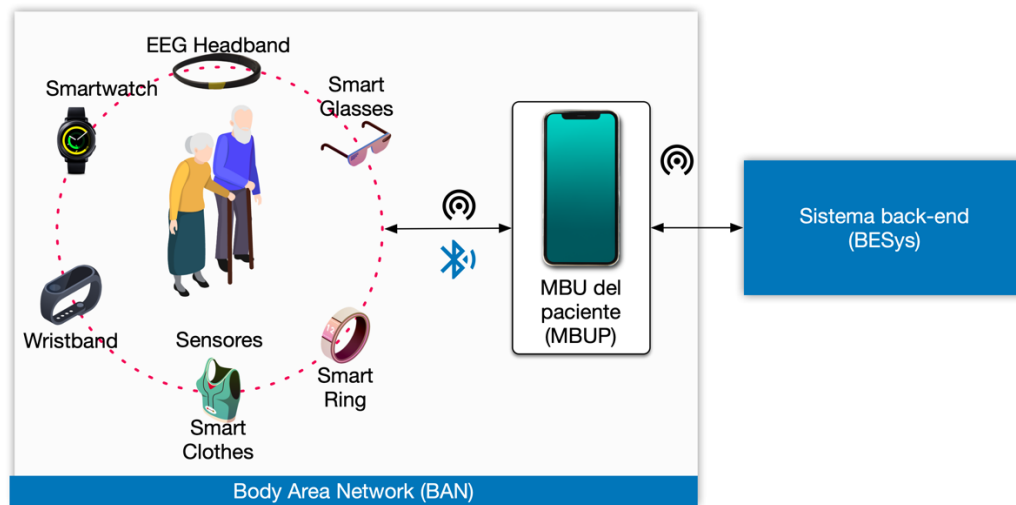 EEG Headband
Smartwatch
Smart
Glasses
Wristband
Sensores
Smart
Clothes
Smart
Ring
MBU del
paciente
(MBUP)
Sistema back-end
(BESys)
Body Area Network (BAN)